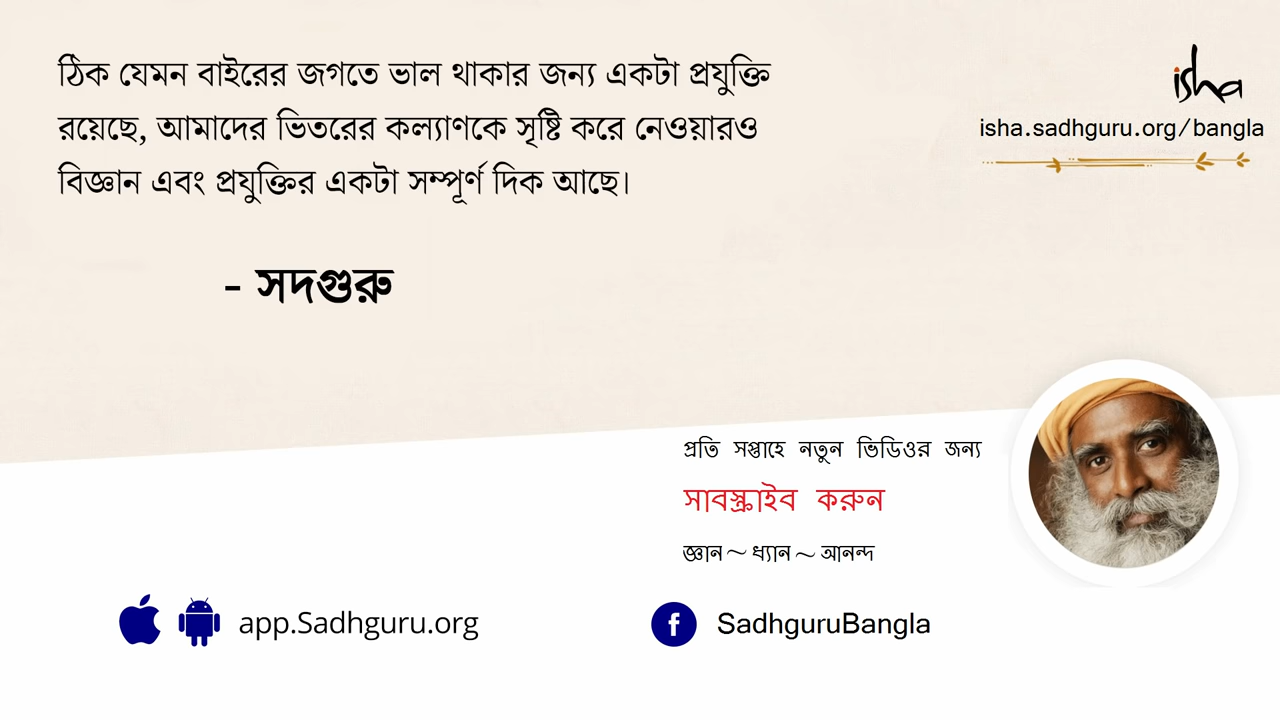 ঠিক যেমন বাইরের জগতে ভাল থাকার জন্য একটা প্রযুক্তি
রয়েছে, আমাদের ভিতরের কল্যাণকে সৃষ্টি করে নেওয়ারও
বিজ্ঞান এবং প্রযুক্তির একটা সম্পূর্ণ দিক আছে।
- সদগুরু
isha
isha.sadhguru.org/bangla
প্রতি সপ্তাহে নতুন ভিডিওর জন্য
সাবস্ক্রাইব করুন
জ্ঞান ~ ধ্যান ~ আনন্দ
app.Sadhguru.org
f SadhguruBangla